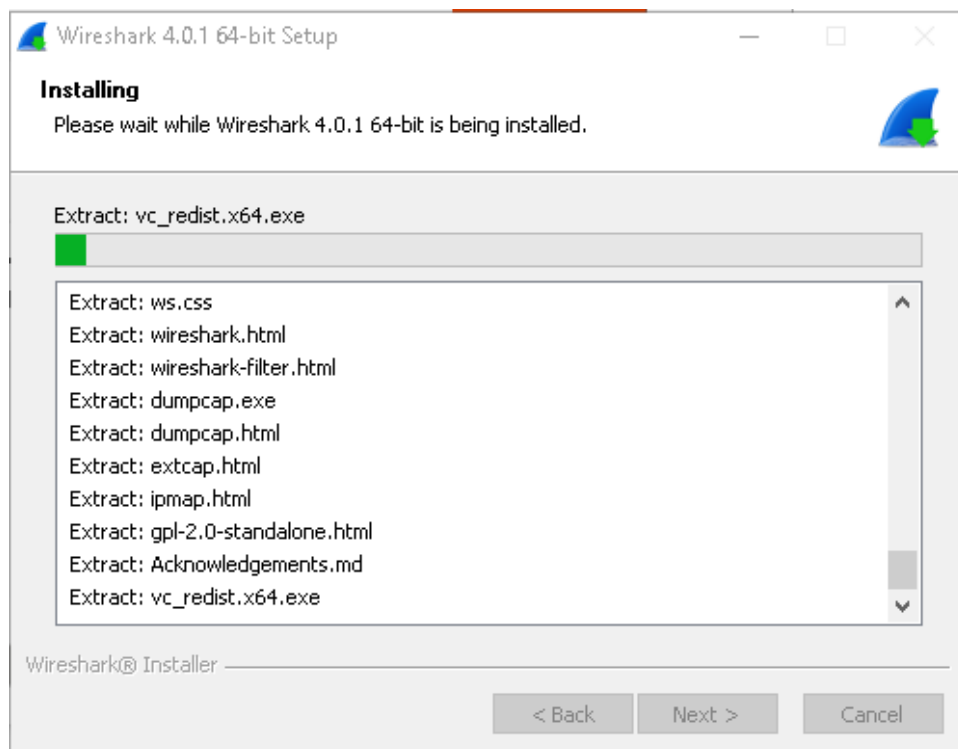 Wireshark 4.0.1 64-bit Setup
Installing
Please wait while Wireshark 4.0.1 64-bit is being installed.
Extract: vc_redist.x64.exe
Extract: ws.css
Extract: wireshark.html
Extract: wireshark-filter.html
Extract: dumpcap.exe
Extract: dumpcap.html
Extract: extcap.html
Extract: ipmap.html
Extract: gpl-2.0-standalone.html
Extract: Acknowledgements.md
Extract: vc_redist.x64.exe
Wireshark® Installer
< Back Next > Cancel